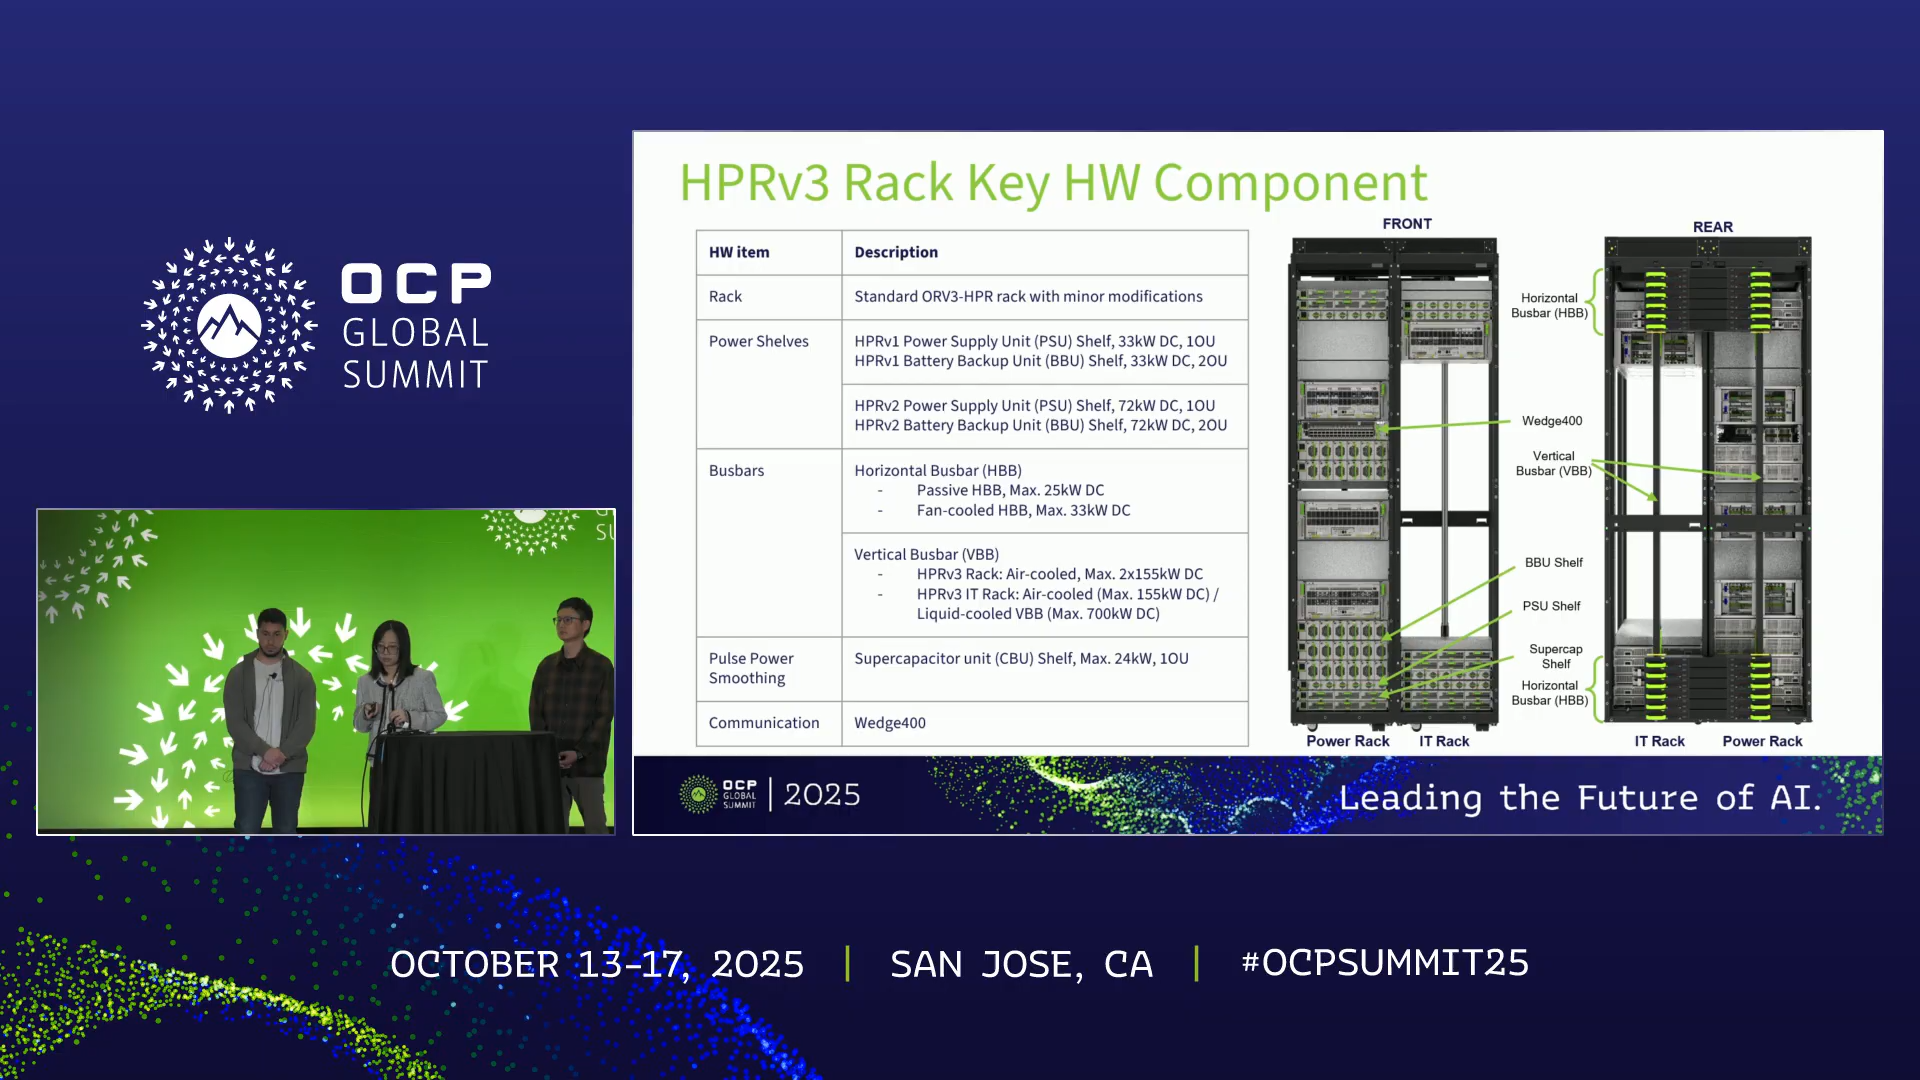 OCP
GLOBAL
SUMMIT
HPRv3 Rack Key HW Component
HW item Description
Rack Standard ORV3-HPR rack with minor modifications
Power Shelves HPRv1 Power Supply Unit (PSU) Shelf, 33kW DC, 1OU
HPRv1 Battery Backup Unit (BBU) Shelf, 33kW DC, 2OU
HPRv2 Power Supply Unit (PSU) Shelf, 72kW DC, 1OU
HPRv2 Battery Backup Unit (BBU) Shelf, 72kW DC, 2OU
Busbars Horizontal Busbar (HBB)
- Passive HBB, Max. 25kW DC
- Fan-cooled HBB, Max. 33kW DC
Vertical Busbar (VBB)
- HPRv3 Rack: Air-cooled, Max. 2x155kW DC
- HPRv3 IT Rack: Air-cooled (Max. 155kW DC) /
Liquid-cooled VBB (Max. 700kW DC)
Pulse Power Supercapacitor unit (CBU) Shelf, Max. 24kW, 1OU
Smoothing
Communication Wedge400
FRONT
REAR
Horizontal
Busbar (HBB)
Wedge400
Vertical
Busbar (VBB)
BBU Shelf
PSU Shelf
Supercap
Shelf
Horizontal
Busbar (HBB)
Power Rack IT Rack
IT Rack Power Rack
OCP
GLOBAL
SUMMIT
2025
Leading the Future of AI.
OCTOBER 13-17, 2025 | SAN JOSE, CA | #OCPSUMMIT25